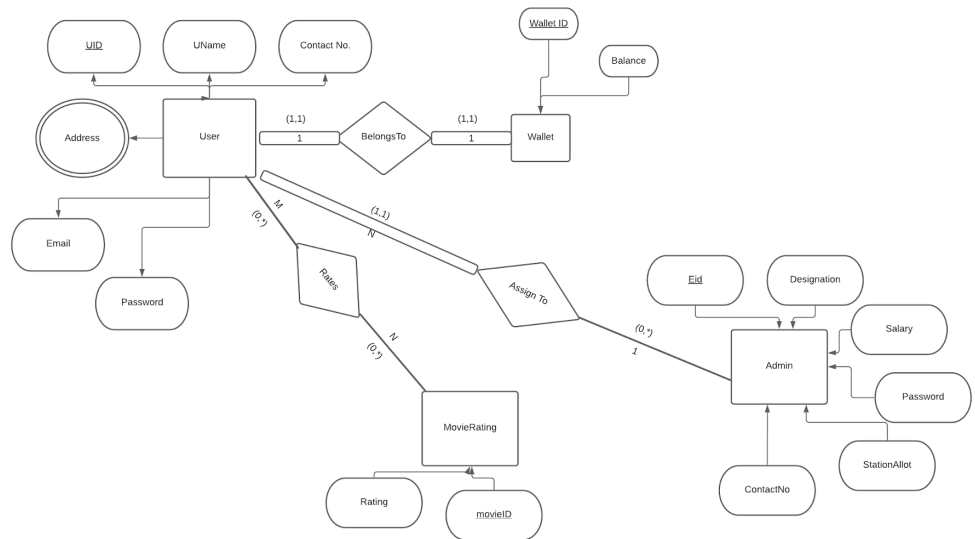 Wallet ID
UID
UName
Contact No.
Balance
Address
User
(1,1)
1
BelongsTo
(1,1)
1
Wallet
Email
Password
M
(0,*)
Rates
N
(0,*)
(1,1)
N
Assign To
(0,*)
1
Eid
Designation
Salary
Admin
Password
StationAllot
ContactNo
MovieRating
Rating
movieID